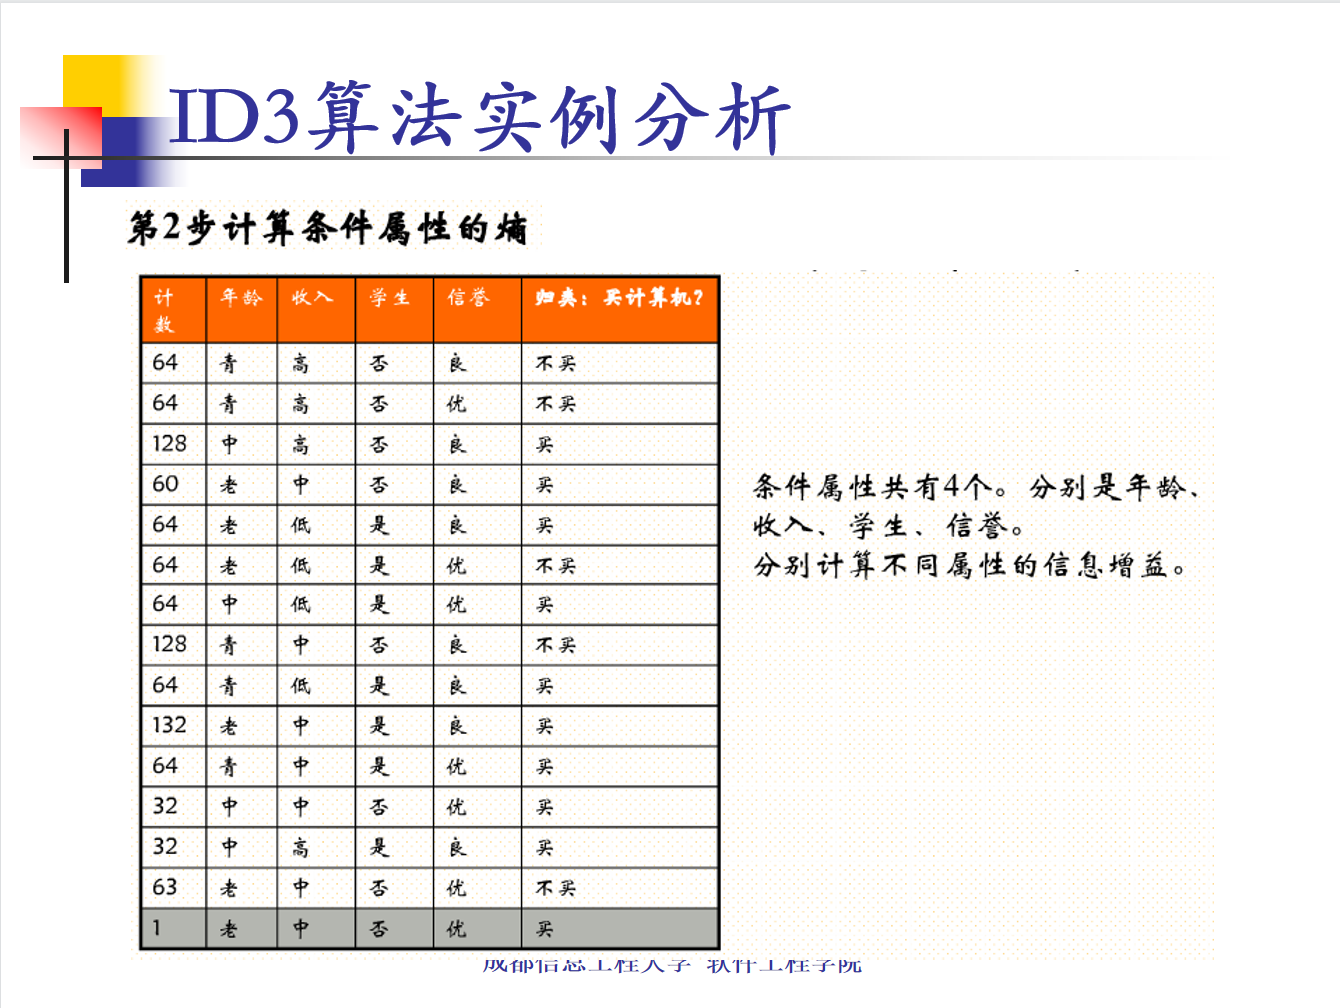 ID3算法实例分析
第2步计算条件属性的熵
计数 年龄 收入 学生 信誉 归类：买计算机？
64 青 高 否 良 不买
64 青 高 否 优 不买
128 中 高 否 良 买
60 老 中 否 良 买
64 老 低 是 良 买
64 老 低 是 优 不买
64 中 低 是 优 买
128 青 中 否 良 不买
64 青 低 是 良 买
132 老 中 是 良 买
64 青 中 是 优 买
32 中 中 否 优 买
32 中 高 是 良 买
63 老 中 否 优 不买
1 老 中 否 优 买
条件属性共有4个。分别是年龄、
收入、学生、信誉。
分别计算不同属性的信息增益。
成都信息工程大学 软件工程学院